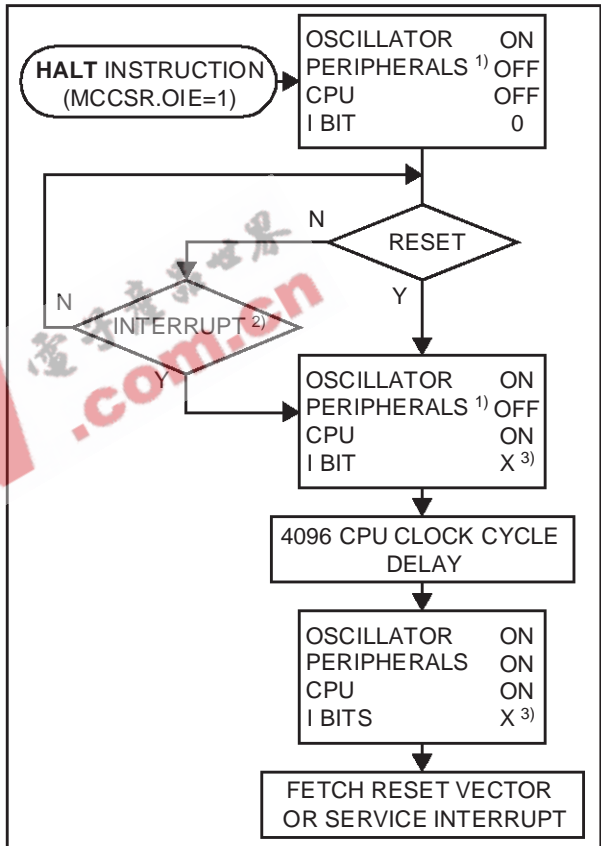 HALT INSTRUCTION
(MCCSR.OIE=1)
OSCILLATOR ON
PERIPHERALS 1) OFF
CPU OFF
I BIT 0
N
RESET
Y
N
INTERRUPT 2)
Y
OSCILLATOR ON
PERIPHERALS 1) OFF
CPU ON
I BIT X 3)
4096 CPU CLOCK CYCLE
DELAY
OSCILLATOR ON
PERIPHERALS ON
CPU ON
I BITS X 3)
FETCH RESET VECTOR
OR SERVICE INTERRUPT
.com.cn